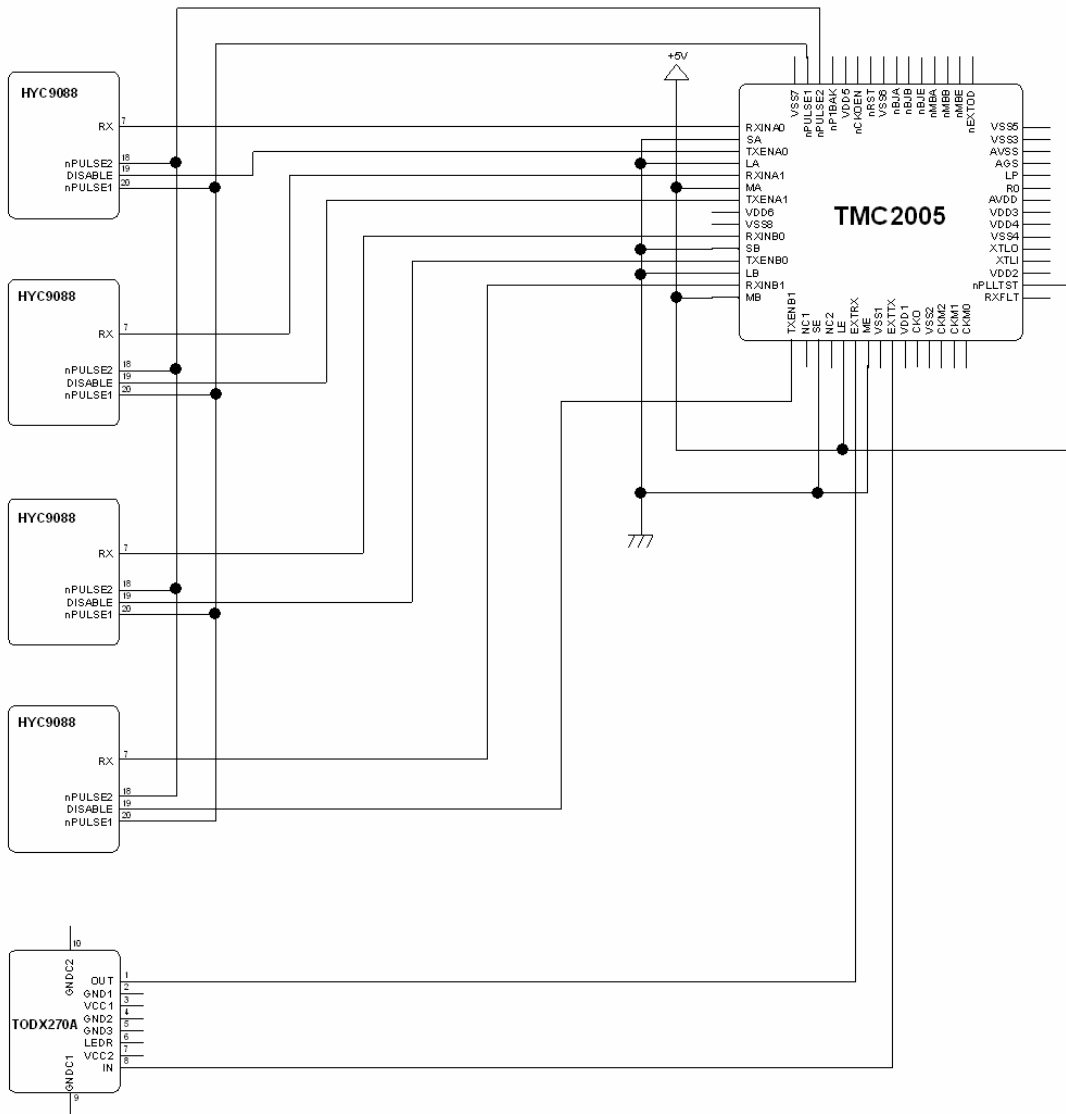 HYC9088
RX
7
nPULSE2
18
DISABLE
19
nPULSE1
20
HYC9088
RX
7
nPULSE2
18
DISABLE
19
nPULSE1
20
HYC9088
RX
7
nPULSE2
18
DISABLE
19
nPULSE1
20
HYC9088
RX
7
nPULSE2
18
DISABLE
19
nPULSE1
20
TODX270A
10
GNDC2
OUT
1
GND1
2
VCC1
3
GND2
4
GND3
5
LEDR
6
VCC2
7
IN
8
GNDC1
9
+5V
TMC2005
VSS7
nPULSE1
nPULSE2
nP1BAK
VDD5
nCKOEN
nRST
VSS6
nBJA
nBJB
nBJE
nMBA
nMBB
nMBE
nEXTOD
RXINA0
SA
TXENA0
LA
RXINA1
MA
TXENA1
VDD6
VSS8
RXINB0
SB
TXENB0
LB
RXINB1
MB
VSS5
VSS3
AVSS
AGS
LP
R0
AVDD
VDD3
VDD4
VSS4
XTLO
XTLI
VDD2
nPLLTST
RXFLT
TXENB1
NC1
SE
NC2
LE
EXTRX
ME
VSS1
EXTTX
VDD1
CKO
VSS2
CKM2
CKM1
CKM0